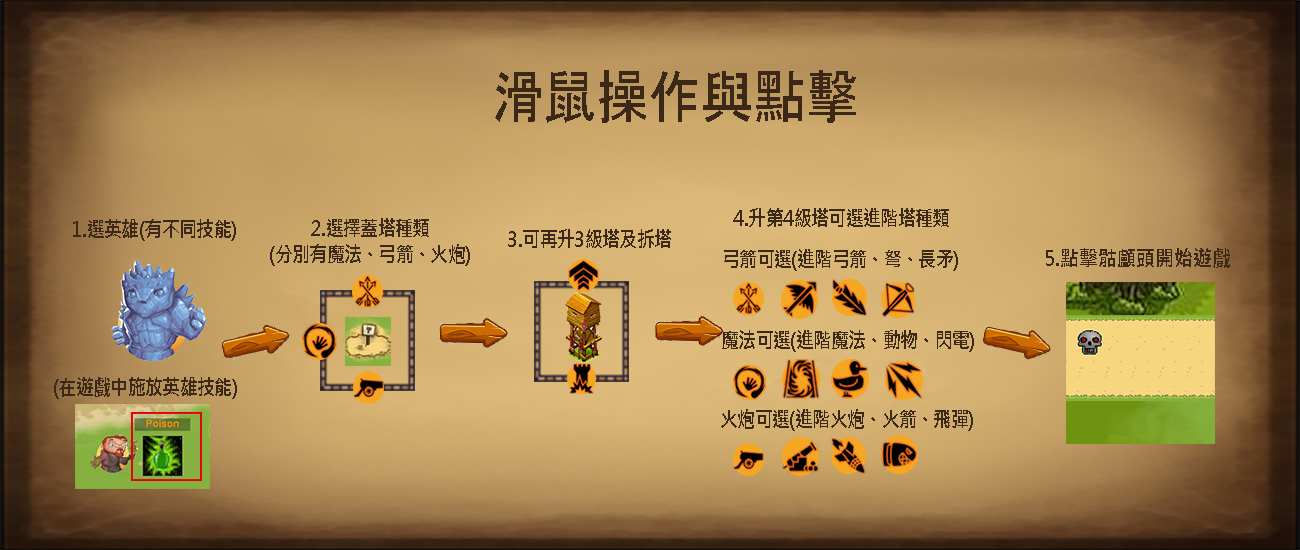 滑鼠操作與點擊
1.選英雄(有不同技能)
(在遊戲中施放英雄技能)
Poison
2.選擇蓋塔種類
(分別有魔法、弓箭、火炮)
?
3.可再升3級塔及拆塔
4.升第4級塔可選進階塔種類
弓箭可選(進階弓箭、弩、長矛)
魔法可選(進階魔法、動物、閃電)
火炮可選(進階火炮、火箭、飛彈)
5.點擊骷顱頭開始遊戲